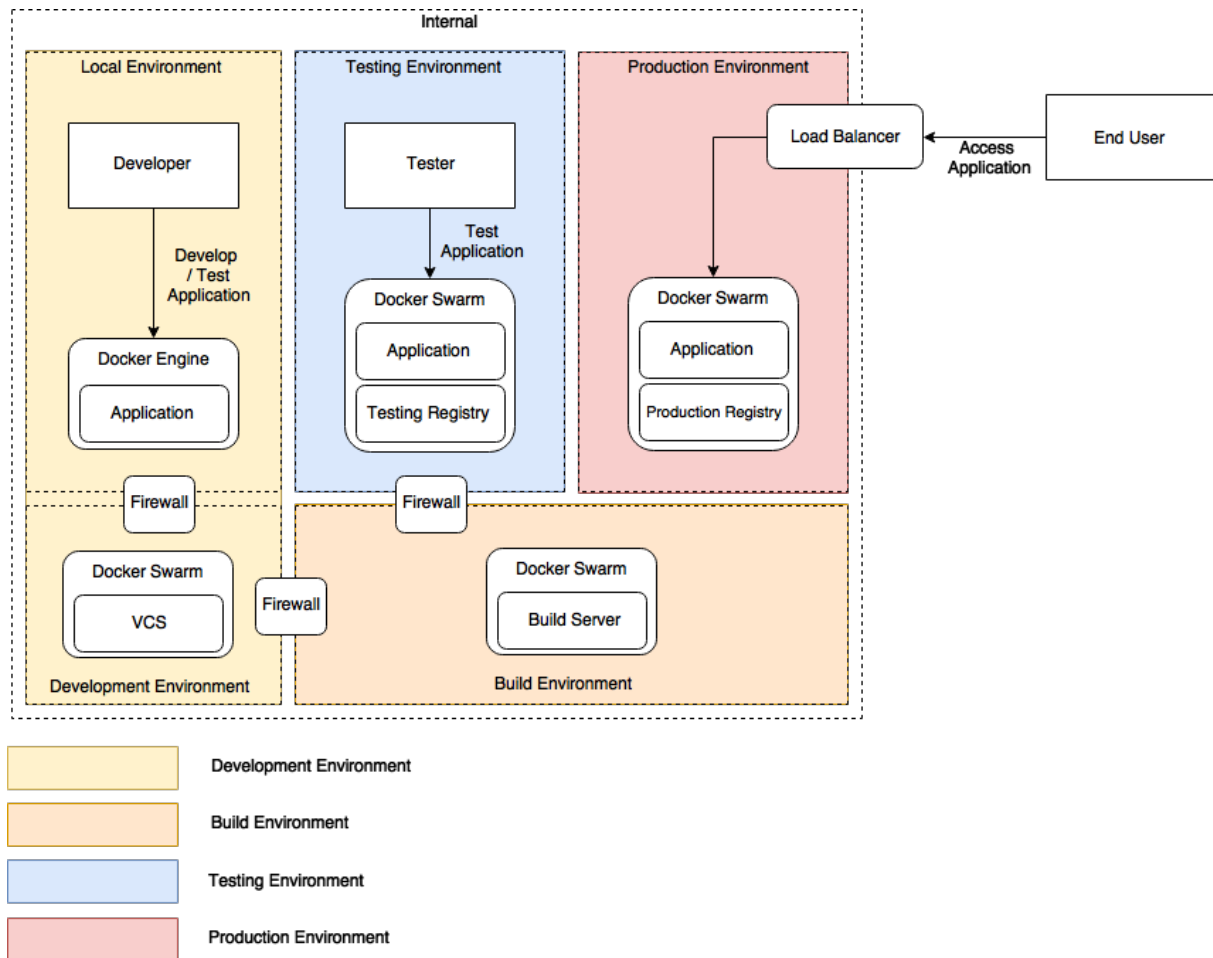 Internal
Local Environment
Testing Environment
Production Environment
Developer
Tester
Load Balancer
End User
Access
Application
Develop
/ Test
Application
Test
Application
Docker Engine
Application
Docker Swarm
Application
Testing Registry
Docker Swarm
Application
Production Registry
Firewall
Firewall
Docker Swarm
VCS
Firewall
Docker Swarm
Build Server
Development Environment
Build Environment
Development Environment
Build Environment
Testing Environment
Production Environment